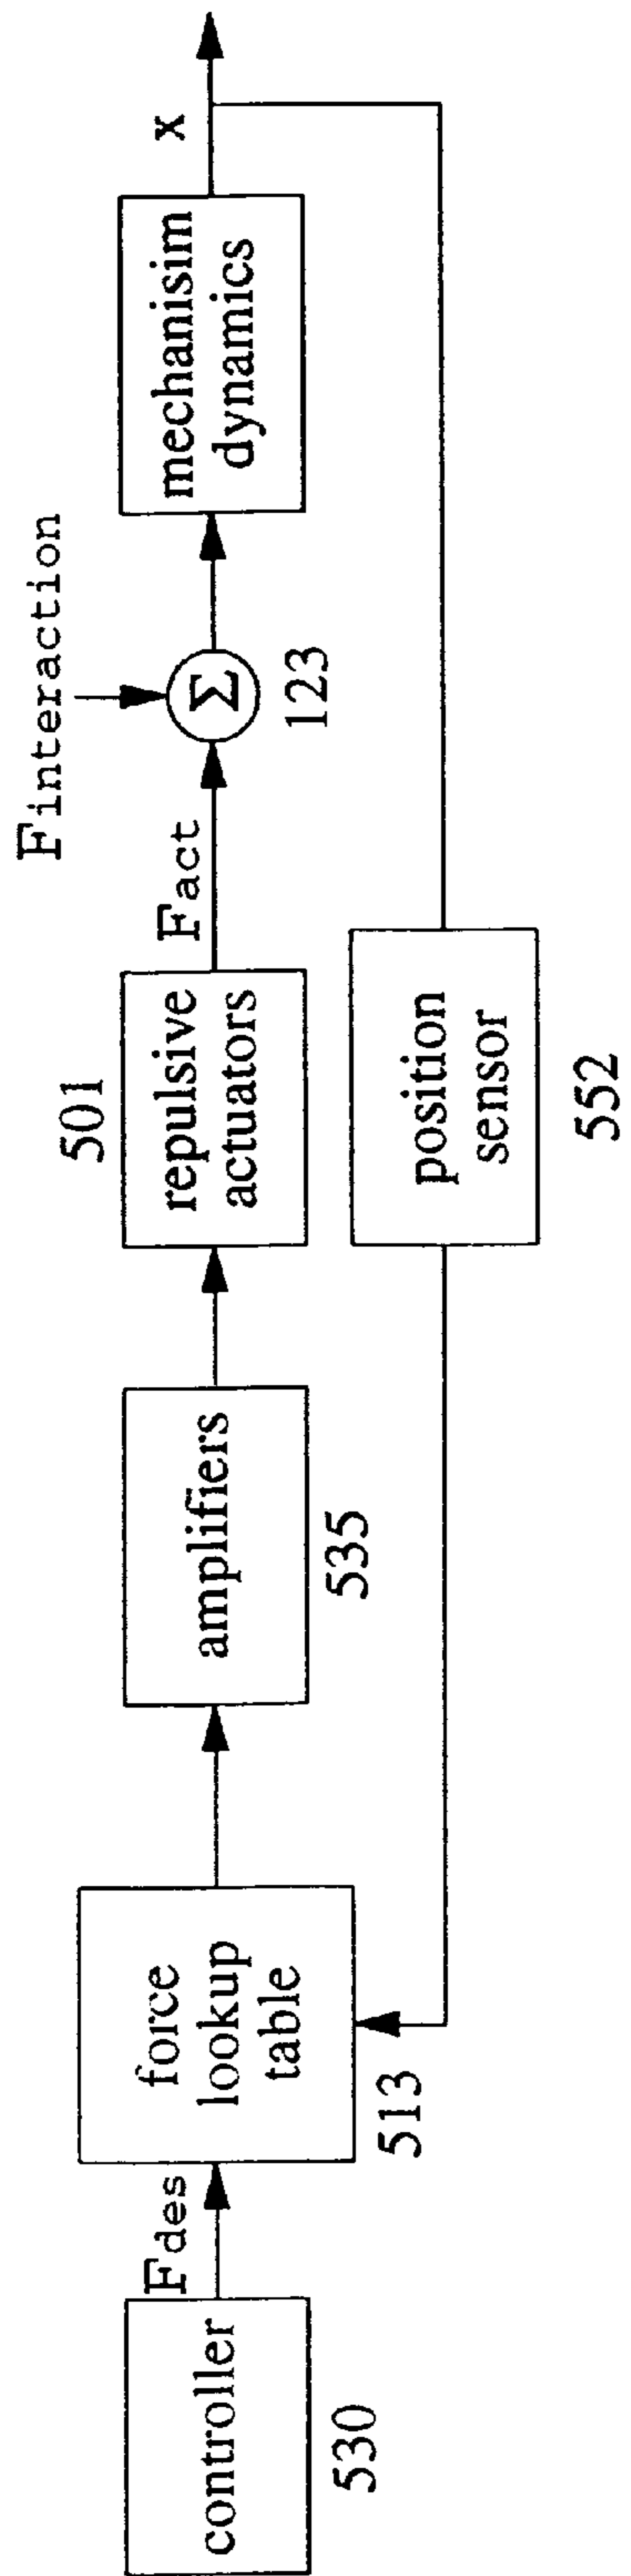 controller
530
Fdes
force
lookup
table
513
amplifiers
535
501
repulsive
actuators
Fact
Finteraction
Σ
123
mechanisim
dynamics
x
position
sensor
552